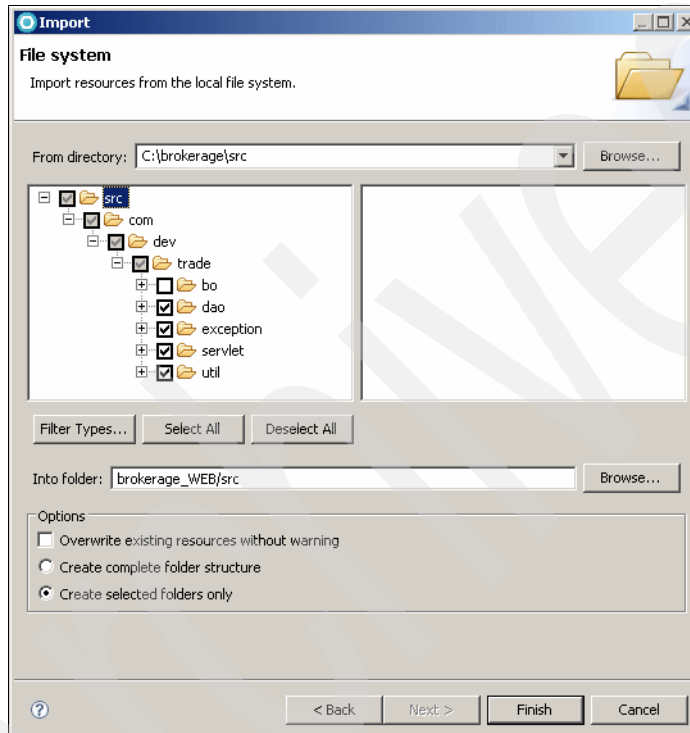 Import
File system
Import resources from the local file system.
From directory: C:\brokerage\src Browse...
src
com
dev
trade
bo
dao
exception
servlet
util
Filter Types... Select All Deselect All
Into folder: brokerage_WEB/src Browse...
Options
Overwrite existing resources without warning
Create complete folder structure
Create selected folders only
< Back Next > Finish Cancel